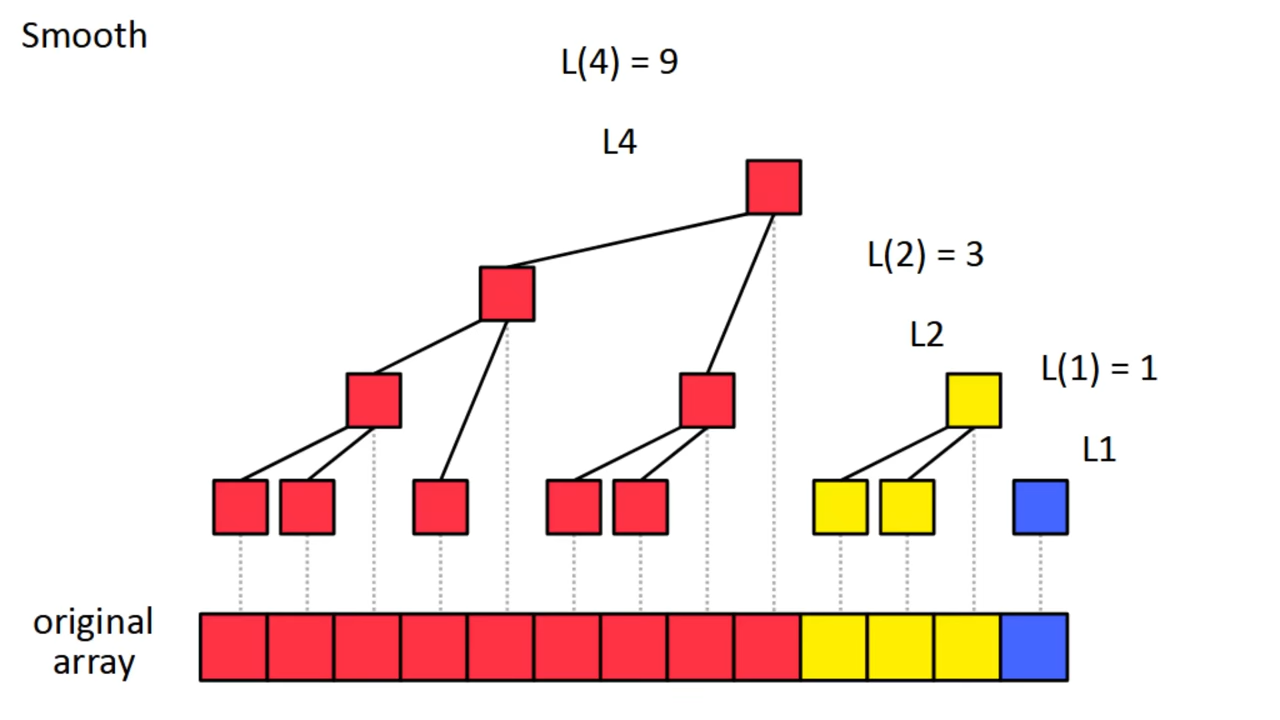 Smooth
L(4) = 9
L4
L(2) = 3
L2
L(1) = 1
L1
original
array